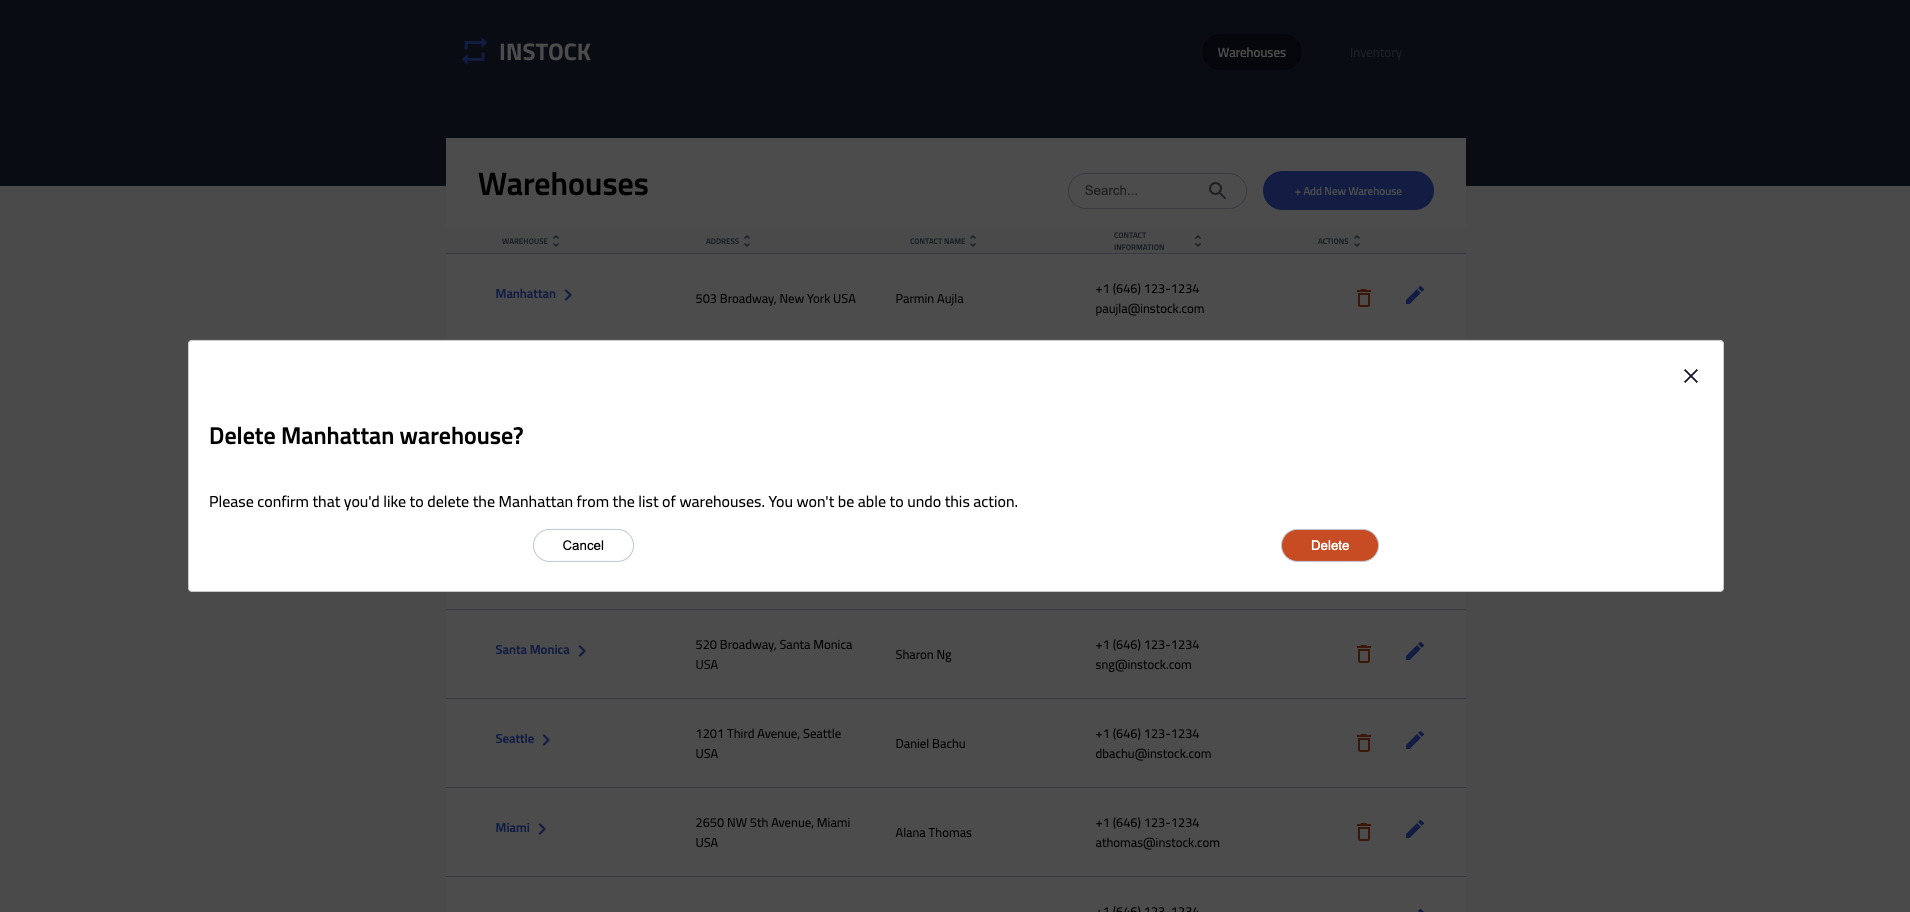 INSTOCK
Warehouses
Inventory
Warehouses
Search...
+ Add New Warehouse
WAREHOUSE
ADDRESS
CONTACT NAME
CONTACT
INFORMATION
ACTIONS
Manhattan
503 Broadway, New York USA
Parmin Aujla
+1 (646) 123-1234
paujla@instock.com
Delete Manhattan warehouse?
Please confirm that you'd like to delete the Manhattan from the list of warehouses. You won't be able to undo this action.
Cancel
Delete
Santa Monica
520 Broadway, Santa Monica
USA
Sharon Ng
+1 (646) 123-1234
sng@instock.com
Seattle
1201 Third Avenue, Seattle
USA
Daniel Bachu
+1 (646) 123-1234
dbachu@instock.com
Miami
2650 NW 5th Avenue, Miami
USA
Alana Thomas
+1 (646) 123-1234
athomas@instock.com
+1 (646) 123-1234